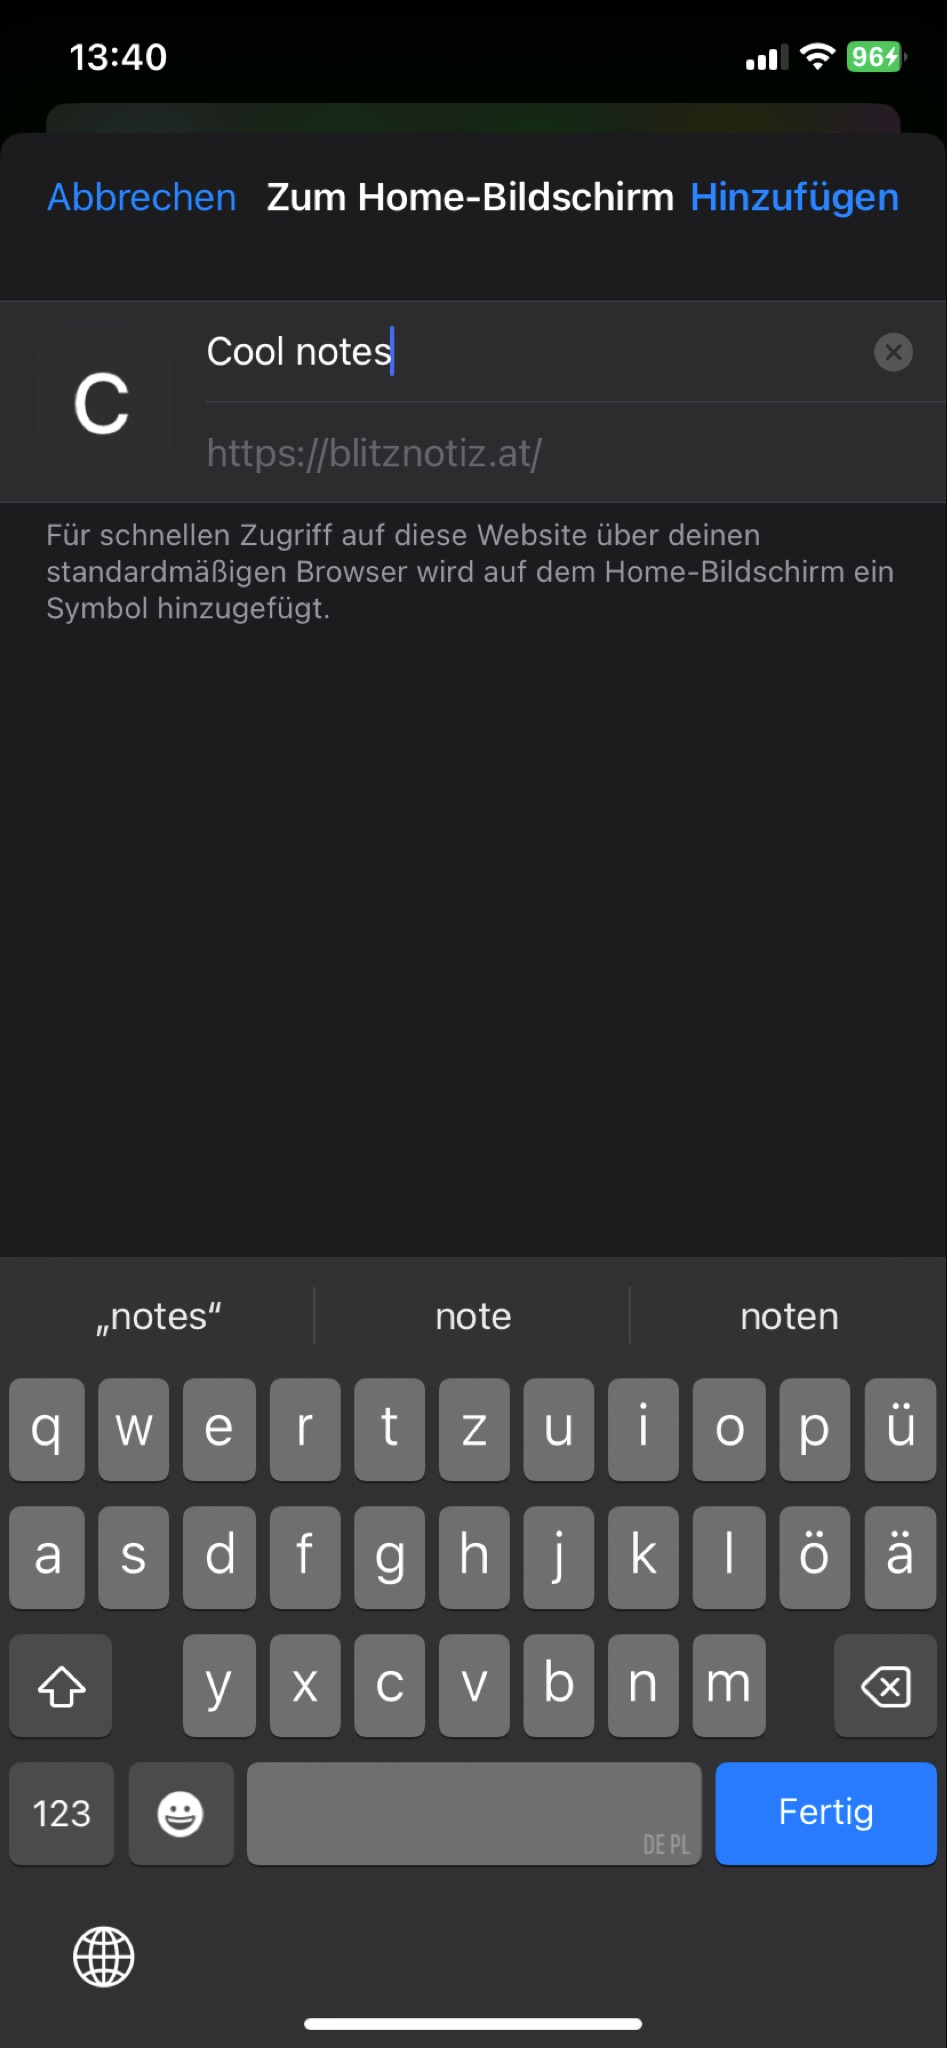 13:40
96
Abbrechen Zum Home-Bildschirm Hinzufügen
C
Cool notes
https://blitznotiz.at/
Für schnellen Zugriff auf diese Website über deinen
standardmäßigen Browser wird auf dem Home-Bildschirm ein
Symbol hinzugefügt.
„notes“ note noten
q w e r t z u i o p ü
a s d f g h j k l ö ä
y x c v b n m
123 DE PL Fertig